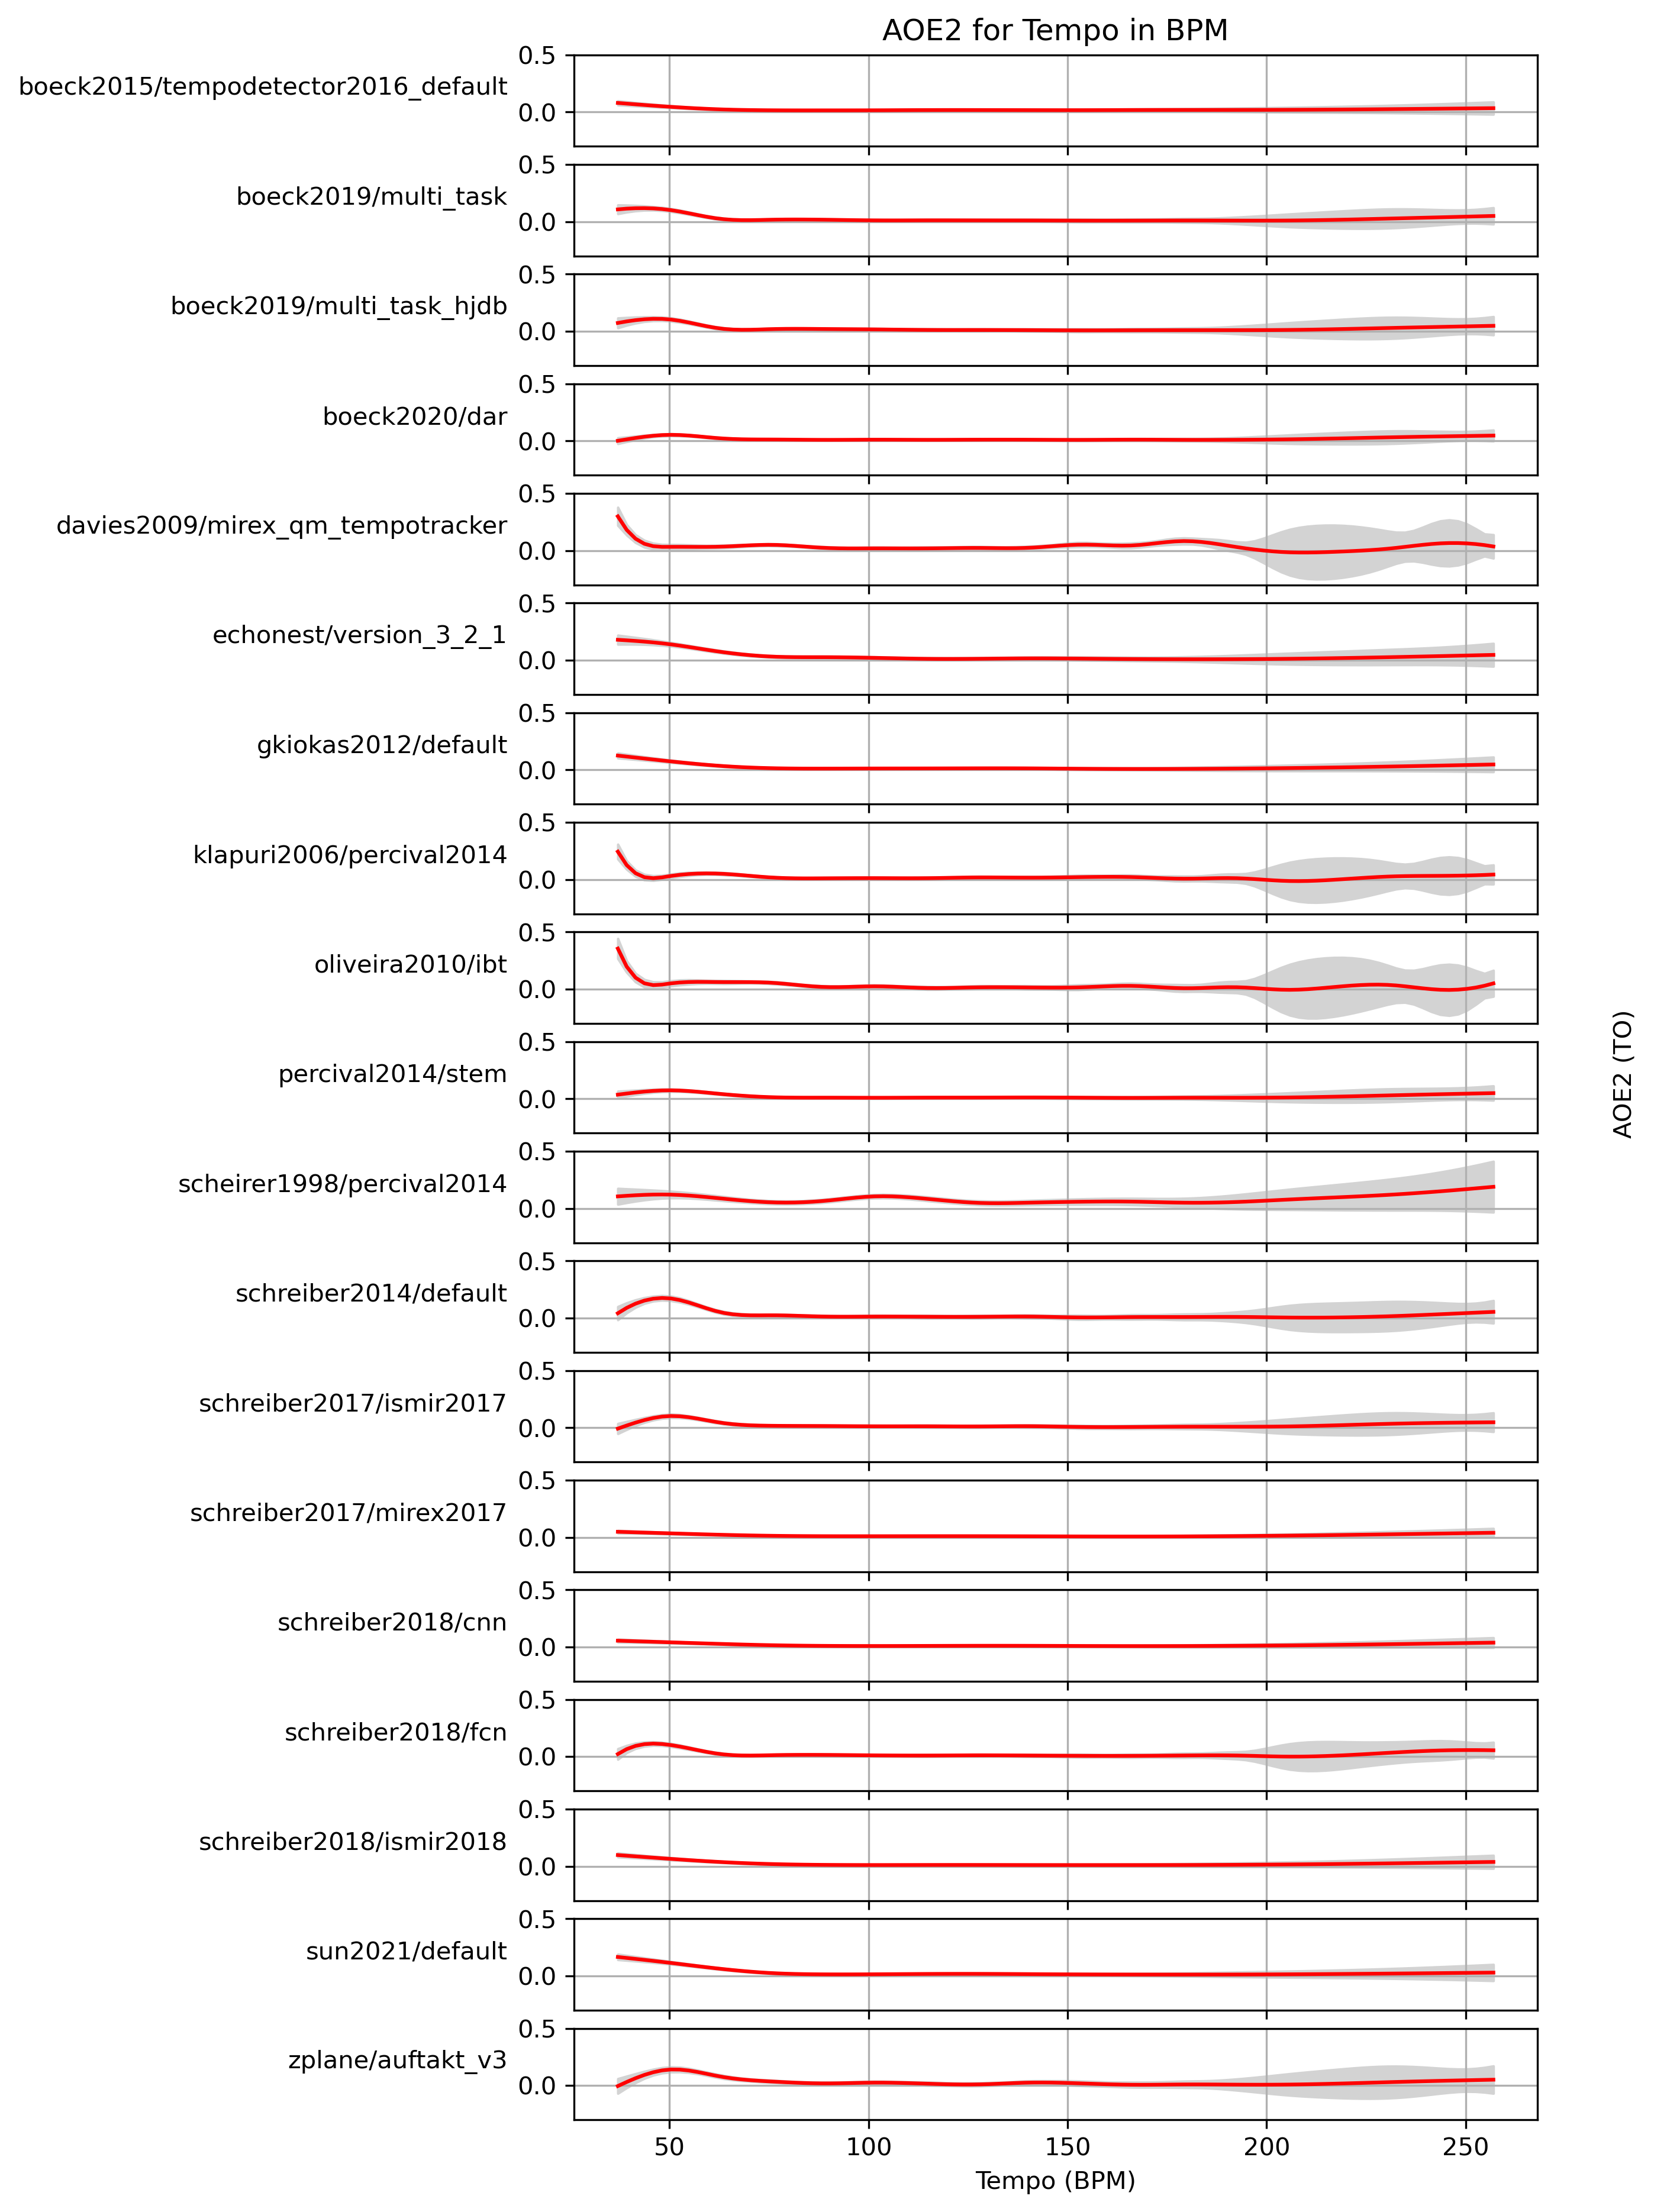 AOE2 for Tempo in BPM
boeck2015/tempodetector2016_default
0.5
0.0
boeck2019/multi_task
0.5
0.0
boeck2019/multi_task_hjdb
0.5
0.0
boeck2020/dar
0.5
0.0
davies2009/mirex_qm_tempotracker
0.5
0.0
echonest/version_3_2_1
0.5
0.0
gkiokas2012/default
0.5
0.0
klapuri2006/percival2014
0.5
0.0
oliveira2010/ibt
0.5
0.0
percival2014/stem
0.5
0.0
scheirer1998/percival2014
0.5
0.0
schreiber2014/default
0.5
0.0
schreiber2017/ismir2017
0.5
0.0
schreiber2017/mirex2017
0.5
0.0
schreiber2018/cnn
0.5
0.0
schreiber2018/fcn
0.5
0.0
schreiber2018/ismir2018
0.5
0.0
sun2021/default
0.5
0.0
zplane/auftakt_v3
0.5
0.0
50 100 150 200 250
Tempo (BPM)
AOE2 (TO)